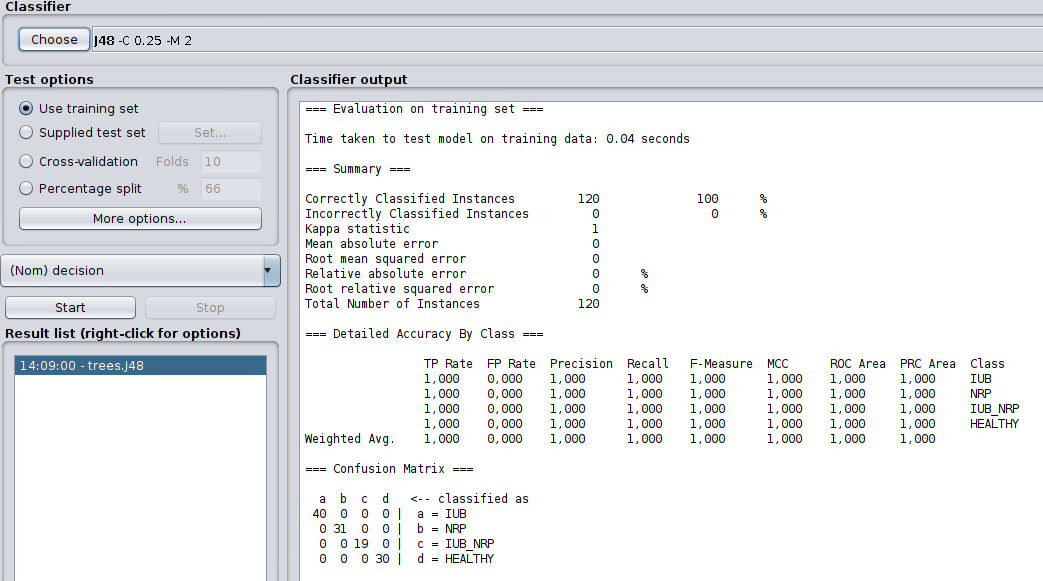 Classifier
Choose J48 -C 0.25 -M 2
Test options
Use training set
Supplied test set Set...
Cross-validation Folds 10
Percentage split % 66
More options...
(Nom) decision
Start Stop
Result list (right-click for options)
14:09:00 - trees.J48
Classifier output
=== Evaluation on training set ===
Time taken to test model on training data: 0.04 seconds
=== Summary ===
Correctly Classified Instances 120 100 %
Incorrectly Classified Instances 0 0 %
Kappa statistic 1
Mean absolute error 0
Root mean squared error 0
Relative absolute error 0 %
Root relative squared error 0 %
Total Number of Instances 120
=== Detailed Accuracy By Class ===
TP Rate FP Rate Precision Recall F-Measure MCC ROC Area PRC Area Class
1,000 0,000 1,000 1,000 1,000 1,000 1,000 1,000 IUB
1,000 0,000 1,000 1,000 1,000 1,000 1,000 1,000 NRP
1,000 0,000 1,000 1,000 1,000 1,000 1,000 1,000 IUB_NRP
1,000 0,000 1,000 1,000 1,000 1,000 1,000 1,000 HEALTHY
Weighted Avg. 1,000 0,000 1,000 1,000 1,000 1,000 1,000 1,000
=== Confusion Matrix ===
a b c d <-- classified as
40 0 0 0 | a = IUB
0 31 0 0 | b = NRP
0 0 19 0 | c = IUB_NRP
0 0 0 30 | d = HEALTHY